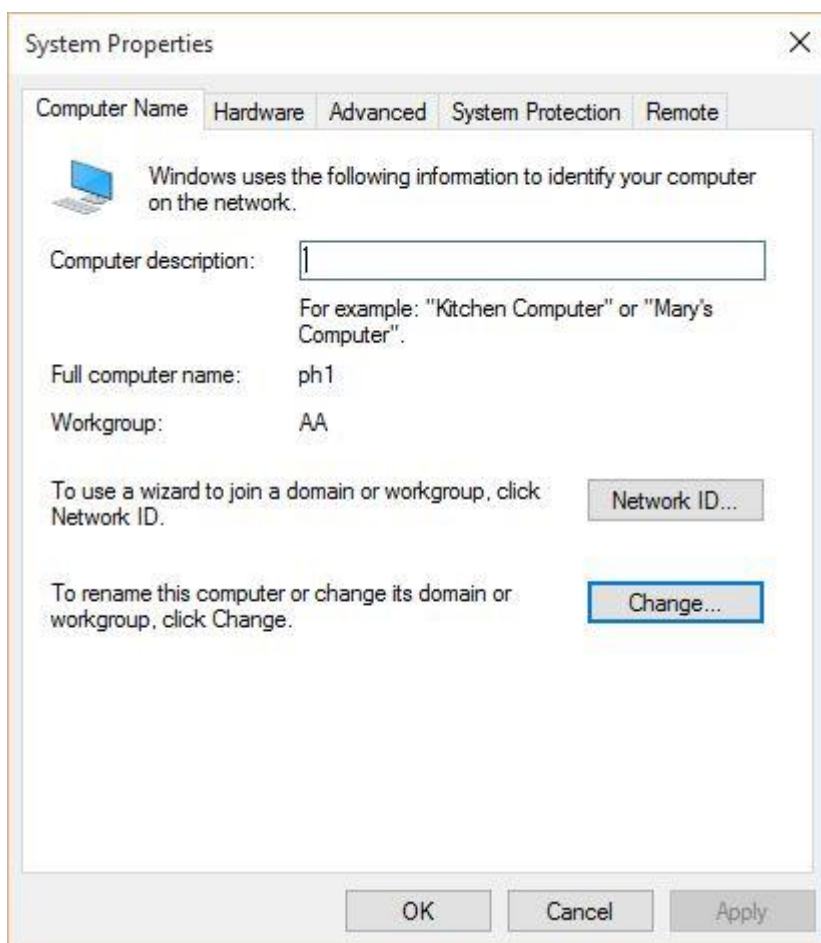 System Properties
Computer Name Hardware Advanced System Protection Remote
Windows uses the following information to identify your computer
on the network.
Computer description:
For example: "Kitchen Computer" or "Mary's
Computer".
Full computer name: ph1
Workgroup: AA
To use a wizard to join a domain or workgroup, click
Network ID.
Network ID...
To rename this computer or change its domain or
workgroup, click Change.
Change...
OK Cancel Apply